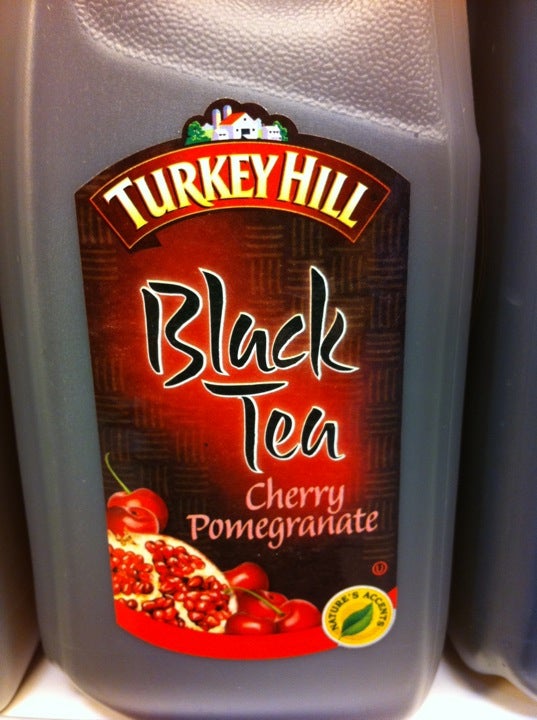 TURKEY HILL
Black
Tea
Cherry
Pomegranate
U
NATURE'S ACCENTS